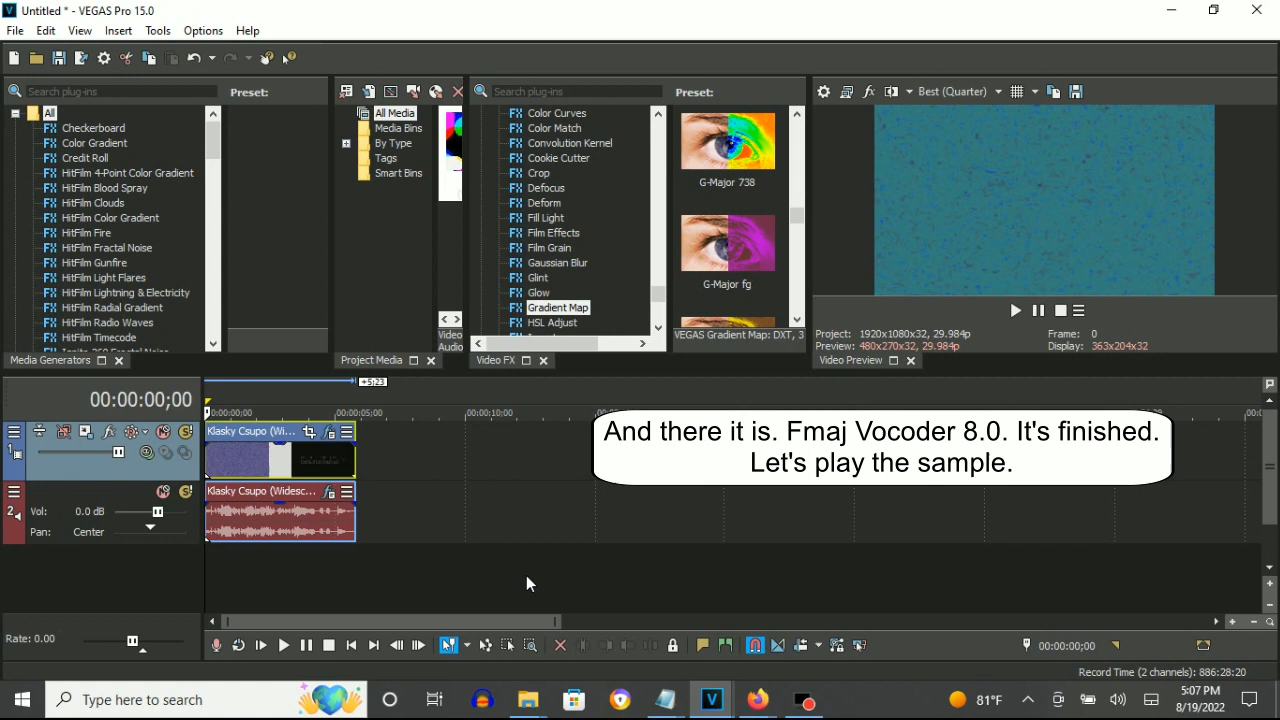 Untitled * - VEGAS Pro 15.0
File Edit View Insert Tools Options Help
Search plug-ins
Preset:
All
Checkerboard
Color Gradient
Credit Roll
HitFilm 4-Point Color Gradient
HitFilm Blood Spray
HitFilm Clouds
HitFilm Color Gradient
HitFilm Fire
HitFilm Fractal Noise
HitFilm Gunfire
HitFilm Light Flares
HitFilm Lightning & Electricity
HitFilm Radial Gradient
HitFilm Radio Waves
HitFilm Timecode
Media Generators
All Media
Media Bins
By Type
Tags
Smart Bins
Video
Audio
Project Media
Search plug-ins
Preset:
Color Curves
Color Match
Convolution Kernel
Cookie Cutter
Crop
Defocus
Deform
Fill Light
Film Effects
Film Grain
Gaussian Blur
Glint
Glow
Gradient Map
HSL Adjust
G-Major 738
G-Major fg
VEGAS Gradient Map: DXT, 3
Video FX
Best (Quarter)
Project: 1920x1080x32, 29.984p
Preview: 480x270x32, 29.984p
Frame: 0
Display: 363x204x32
Video Preview
+5;23
00:00:00;00
0:00:00;00 00:00:05;00 00:00:10;00
1
Klasky Csupo (Wi...
And there it is. Fmaj Vocoder 8.0. It's finished.
Let's play the sample.
2
Klasky Csupo (Widesc...
Vol: 0.0 dB
Pan: Center
Rate: 0.00
00:00:00;00
Record Time (2 channels): 886:28:20
Type here to search
81°F
5:07 PM
8/19/2022